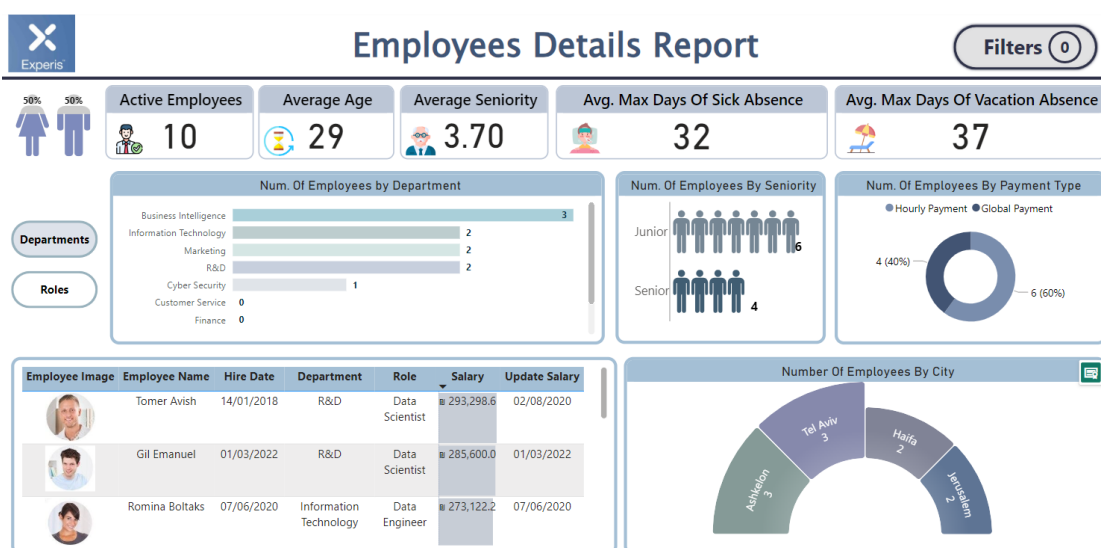 Experis
Employees Details Report
Filters 0
50% 50%
Active Employees
10
Average Age
29
Average Seniority
3.70
Avg. Max Days Of Sick Absence
32
Avg. Max Days Of Vacation Absence
37
Departments
Roles
Num. Of Employees by Department
Business Intelligence 3
Information Technology 2
Marketing 2
R&D 2
Cyber Security 1
Customer Service 0
Finance 0
Num. Of Employees By Seniority
Junior 6
Senior 4
Num. Of Employees By Payment Type
Hourly Payment Global Payment
4 (40%)
6 (60%)
Employee Image Employee Name Hire Date Department Role Salary Update Salary
Tomer Avish 14/01/2018 R&D Data ₪ 293,298.6 02/08/2020
Scientist
Gil Emanuel 01/03/2022 R&D Data ₪ 285,600.0 01/03/2022
Scientist
Romina Boltaks 07/06/2020 Information Data ₪ 273,122.2 07/06/2020
Technology Engineer
Number Of Employees By City
Ashkelon
3
Tel Aviv
3
Haifa
2
Jerusalem
2